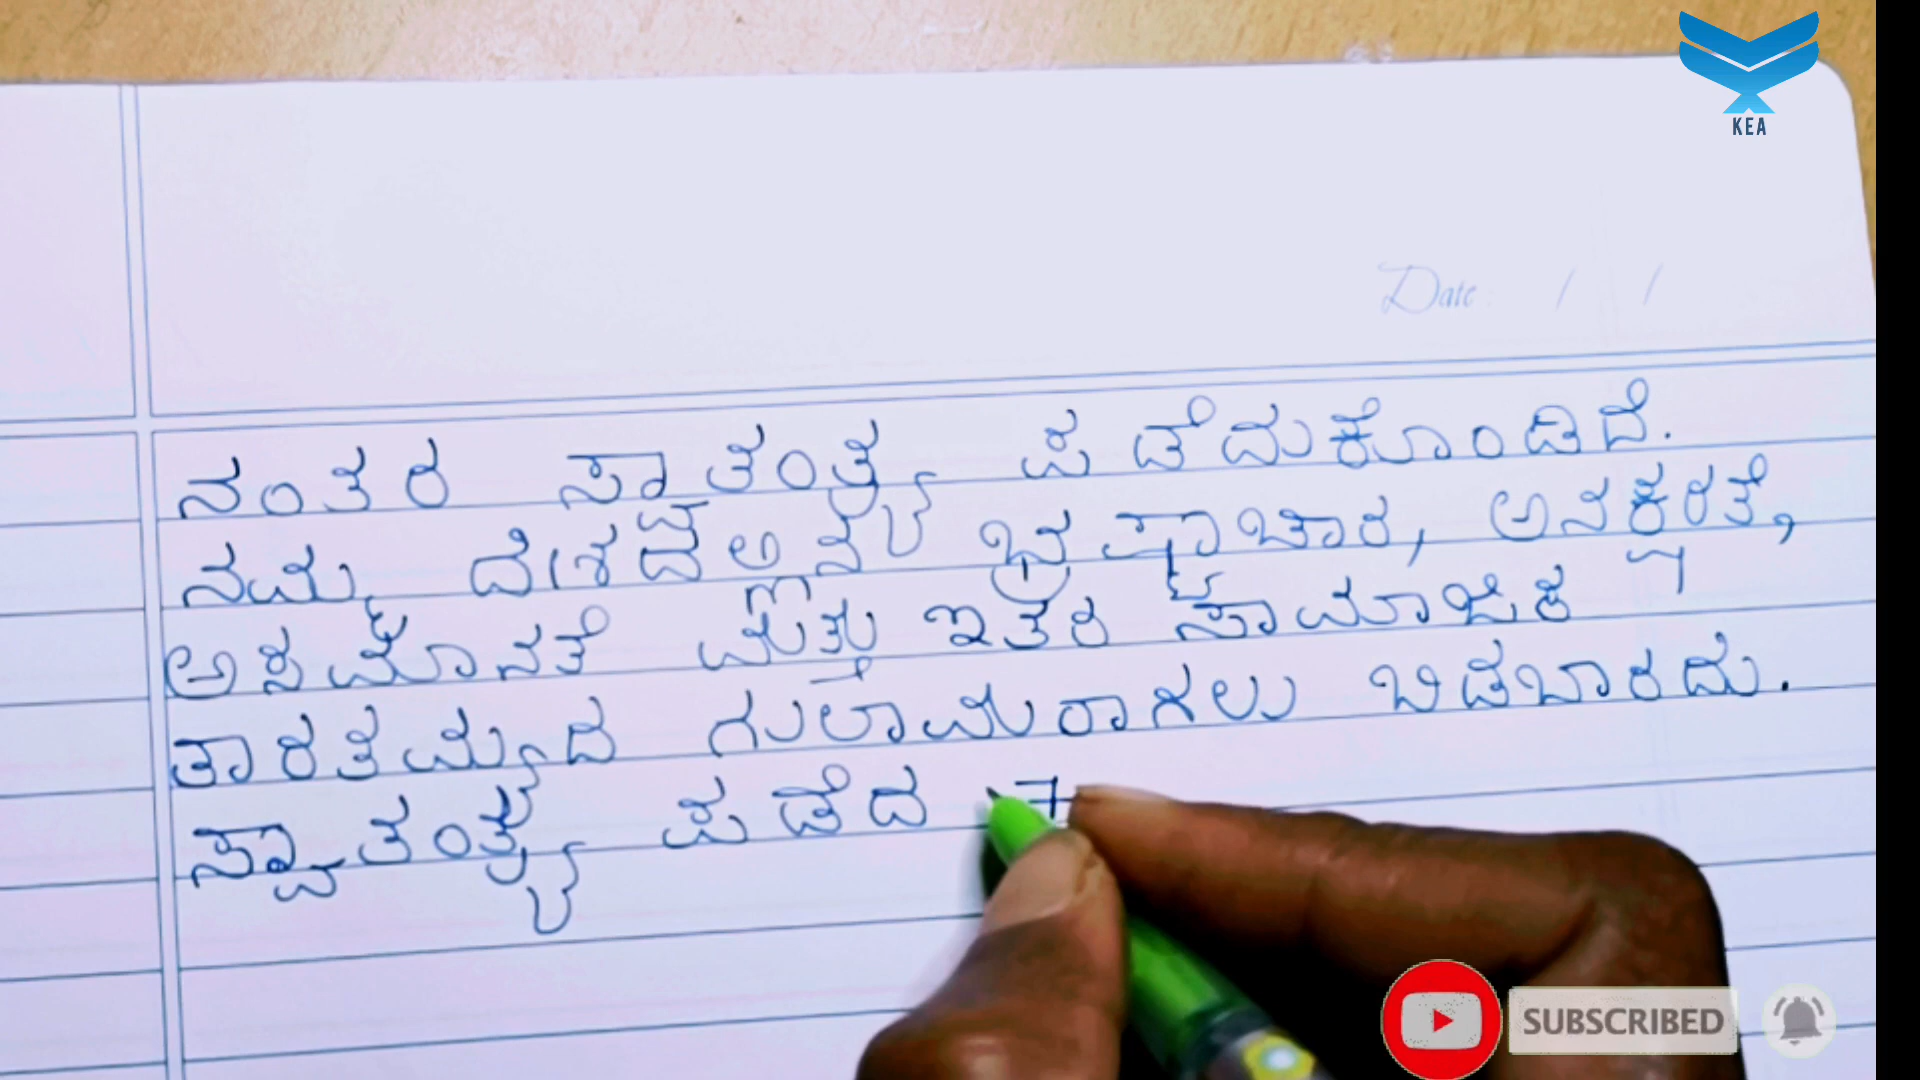 KEA
Date : / /
ನಂತರ ಸ್ವಾತಂತ್ರ್ಯ ಪಡೆದುಕೊಂಡಿದೆ.
ನಮ್ಮ ದೇಶದಲ್ಲಿನ ಭ್ರಷ್ಟಾಚಾರ, ಅನಕ್ಷರತೆ,
ಅಸಮಾನತೆ ಮತ್ತು ಇತರ ಸಾಮಾಜಿಕ
ತಾರತಮ್ಯದ ಗುಲಾಮರಾಗಲು ಬಿಡಬಾರದು.
ಸ್ವಾತಂತ್ರ್ಯ ಪಡೆದ 7
SUBSCRIBED